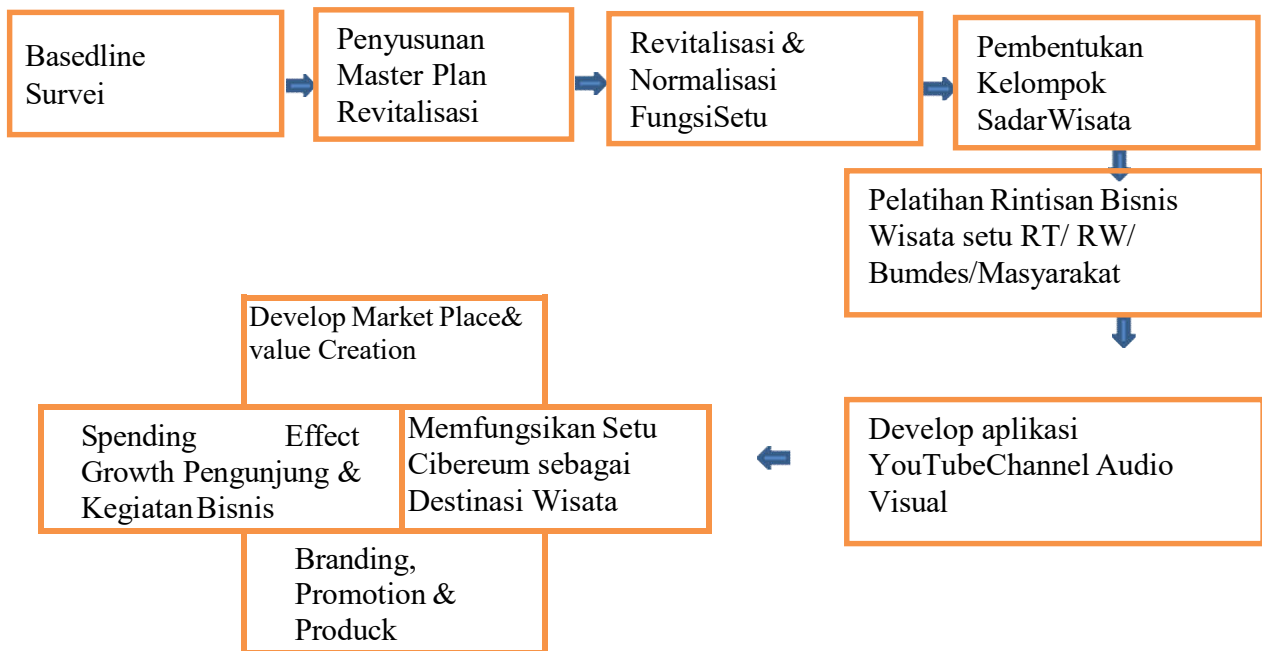 Basedline
Survei
Penyusunan
Master Plan
Revitalisasi
Revitalisasi &
Normalisasi
FungsiSetu
Pembentukan
Kelompok
SadarWisata
Pelatihan Rintisan Bisnis
Wisata setu RT/ RW/
Bumdes/Masyarakat
Develop aplikasi
YouTubeChannel Audio
Visual
Develop Market Place&
value Creation
Memfungsikan Setu
Cibereum sebagai
Destinasi Wisata
Spending Effect
Growth Pengunjung &
KegiatanBisnis
Branding,
Promotion &
Produck